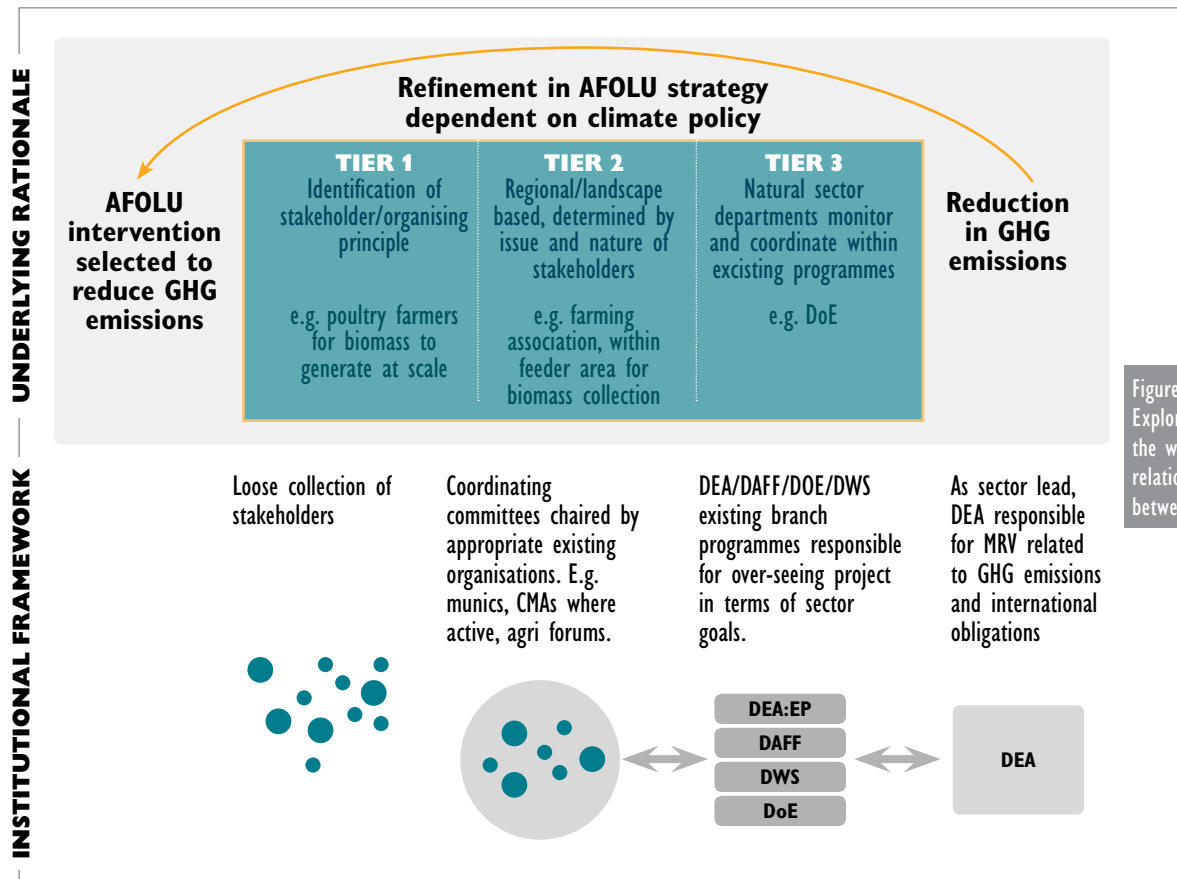 UNDERLYING RATIONALE
Refinement in AFOLU strategy
dependent on climate policy
AFOLU
intervention
selected to
reduce GHG
emissions
TIER 1
Identification of
stakeholder/organising
principle
e.g. poultry farmers
for biomass to
generate at scale
TIER 2
Regional/landscape
based, determined by
issue and nature of
stakeholders
e.g. farming
association, within
feeder area for
biomass collection
TIER 3
Natural sector
departments monitor
and coordinate within
excisting programmes
e.g. DoE
Reduction
in GHG
emissions
INSTITUTIONAL FRAMEWORK
Loose collection of
stakeholders
Coordinating
committees chaired by
appropriate existing
organisations. E.g.
munics, CMAs where
active, agri forums.
DEA/DAFF/DOE/DWS
existing branch
programmes responsible
for over-seeing project
in terms of sector
goals.
As sector lead,
DEA responsible
for MRV related
to GHG emissions
and international
obligations
DEA:EP
DAFF
DWS
DoE
DEA
Figure
Explor
the w
relatio
betwe